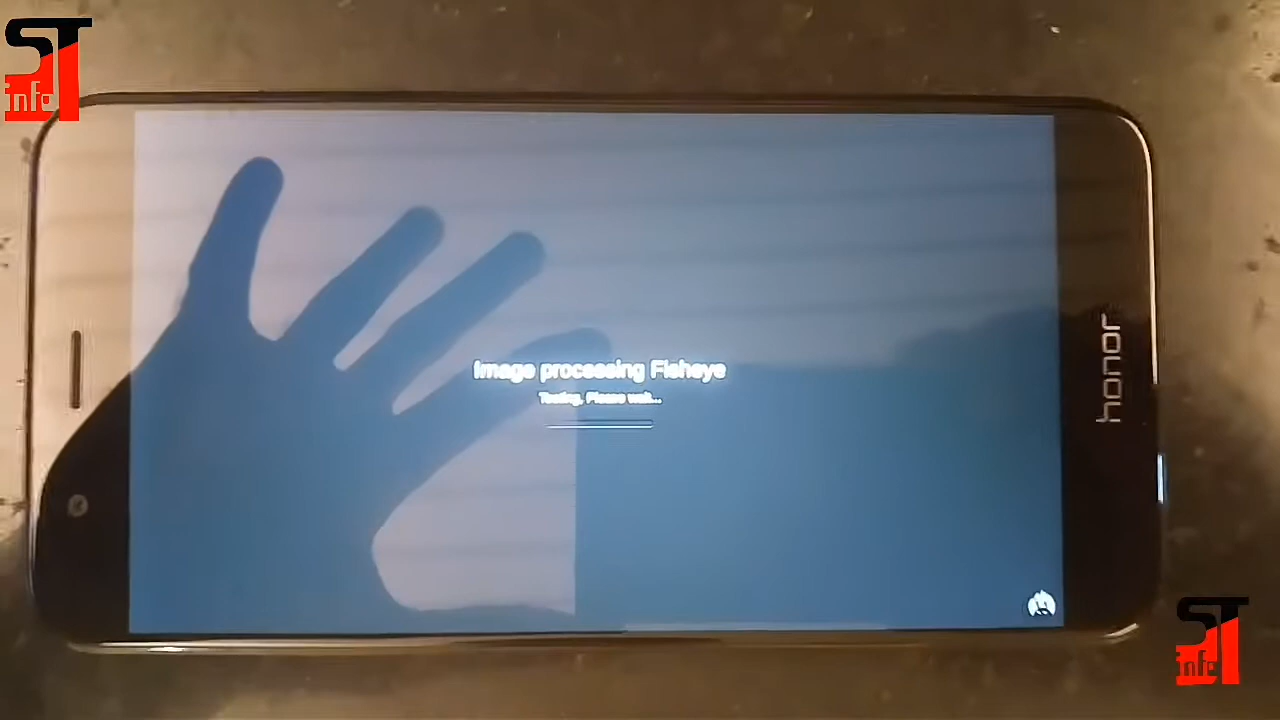 ST
info
Image processing Fisheye
Testing. Please wait...
honor
ST
info